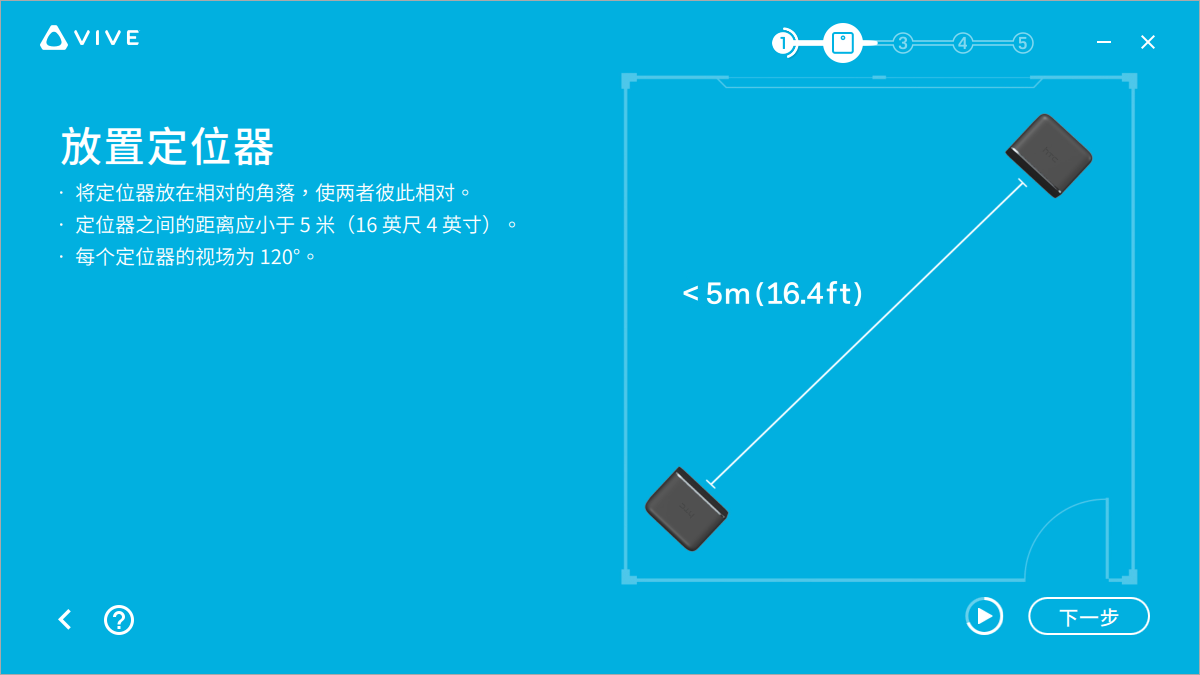 VIVE
1 3 4 5
放置定位器
· 将定位器放在相对的角落，使两者彼此相对。
· 定位器之间的距离应小于 5 米（16 英尺 4 英寸）。
· 每个定位器的视场为 120°。
< 5m (16.4ft)
?
下一步